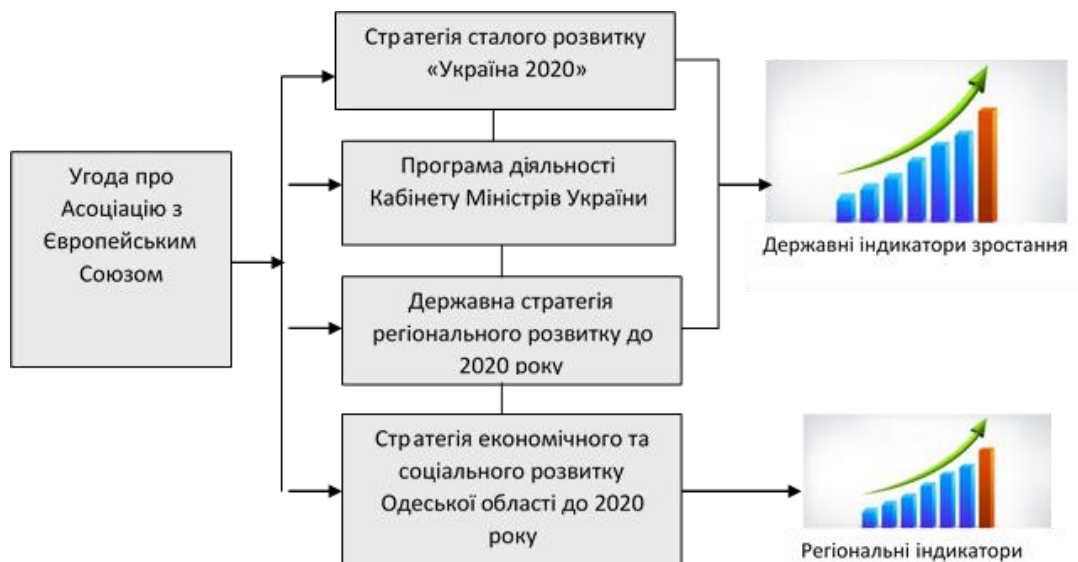 Угода про
Асоціацію з
Європейським
Союзом
Стратегія сталого розвитку
«Україна 2020»
Програма діяльності
Кабінету Міністрів України
Державна стратегія
регіонального розвитку до
2020 року
Стратегія економічного та
соціального розвитку
Одеської області до 2020
року
Державні індикатори зростання
Регіональні індикатори